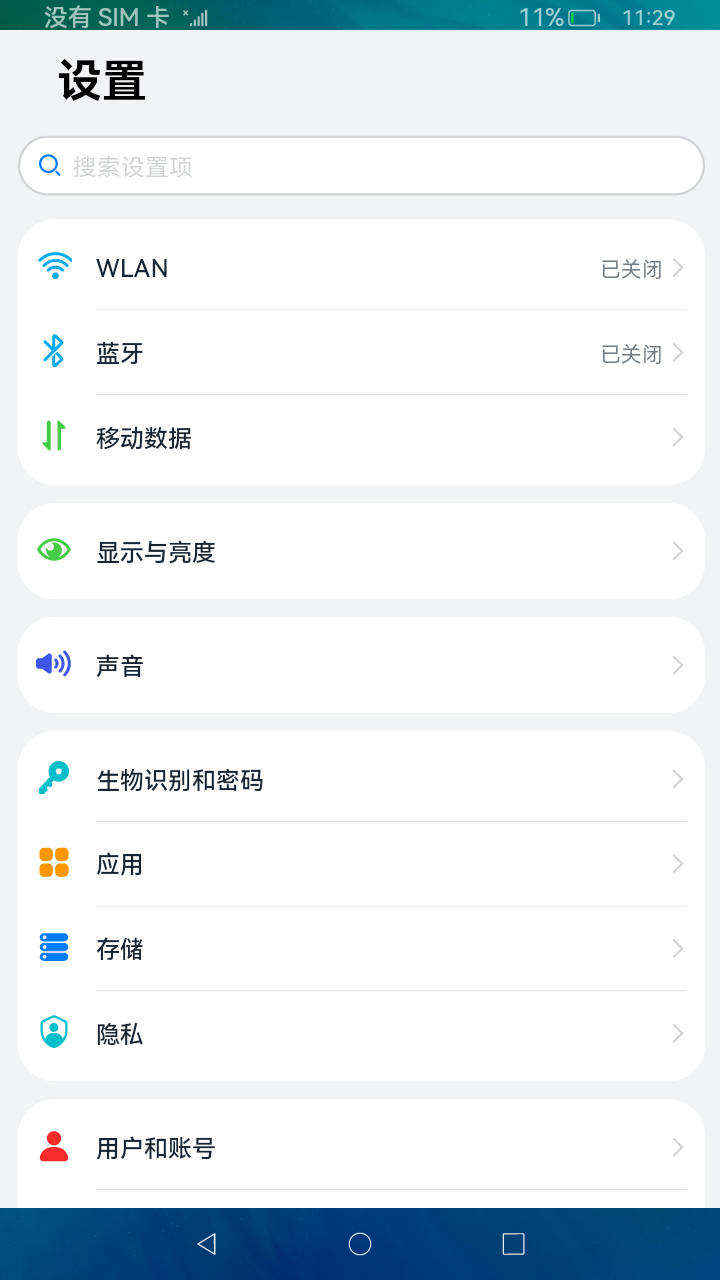 没有 SIM 卡 11% 11:29
设置
搜索设置项
WLAN 已关闭
蓝牙 已关闭
移动数据
显示与亮度
声音
生物识别和密码
应用
存储
隐私
用户和账号